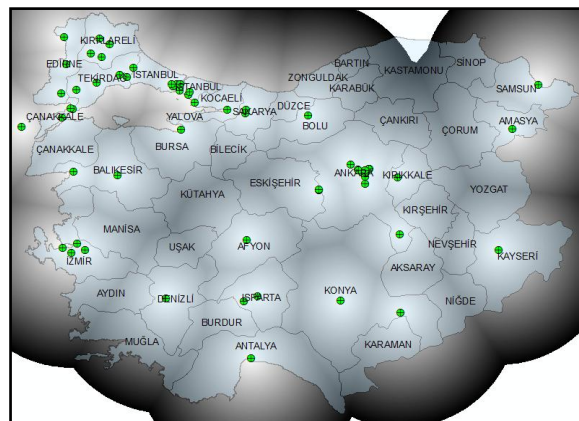 KIRKLARELİ
EDİRNE
TEKİRDAĞ
İSTANBUL
İSTANBUL
KOCAELİ
YALOVA
SAKARYA
DÜZCE
ZONGULDAK
BARTIN
KARABÜK
KASTAMONU
SİNOP
SAMSUN
AMASYA
ÇORUM
ÇANKIRI
BOLU
ÇANAKKALE
ÇANAKKALE
BALIKESİR
BURSA
BİLECİK
ESKİŞEHİR
ANKARA
KIRIKKALE
YOZGAT
KÜTAHYA
KIRŞEHİR
MANİSA
UŞAK
AFYON
NEVŞEHİR
KAYSERİ
İZMİR
AKSARAY
AYDIN
DENİZLİ
ISPARTA
KONYA
NİĞDE
BURDUR
MUĞLA
ANTALYA
KARAMAN